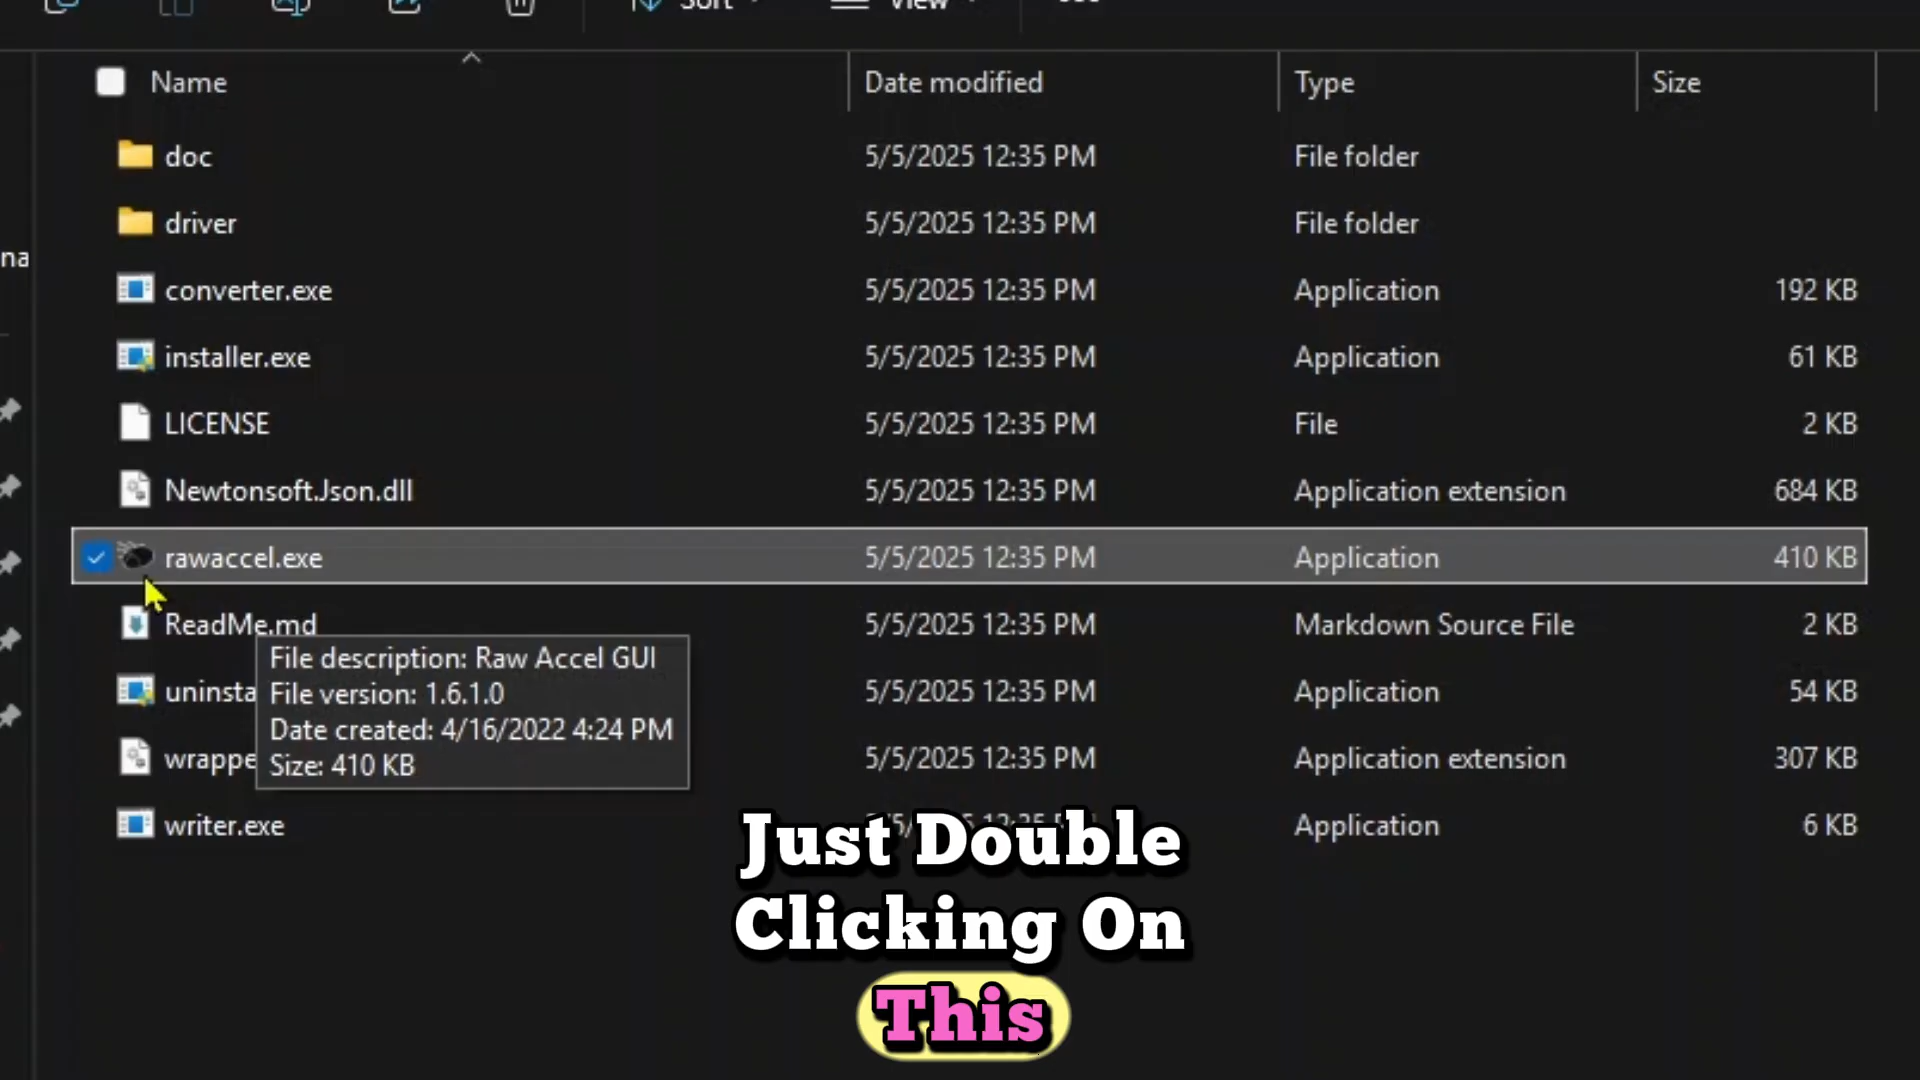 Sort View
Name Date modified Type Size
doc 5/5/2025 12:35 PM File folder
driver 5/5/2025 12:35 PM File folder
na
converter.exe 5/5/2025 12:35 PM Application 192 KB
installer.exe 5/5/2025 12:35 PM Application 61 KB
LICENSE 5/5/2025 12:35 PM File 2 KB
Newtonsoft.Json.dll 5/5/2025 12:35 PM Application extension 684 KB
rawaccel.exe 5/5/2025 12:35 PM Application 410 KB
ReadMe.md 5/5/2025 12:35 PM Markdown Source File 2 KB
File description: Raw Accel GUI
uninsta 5/5/2025 12:35 PM Application 54 KB
File version: 1.6.1.0
Date created: 4/16/2022 4:24 PM
wrappe 5/5/2025 12:35 PM Application extension 307 KB
Size: 410 KB
writer.exe Application 6 KB
Just Double
Clicking On
This